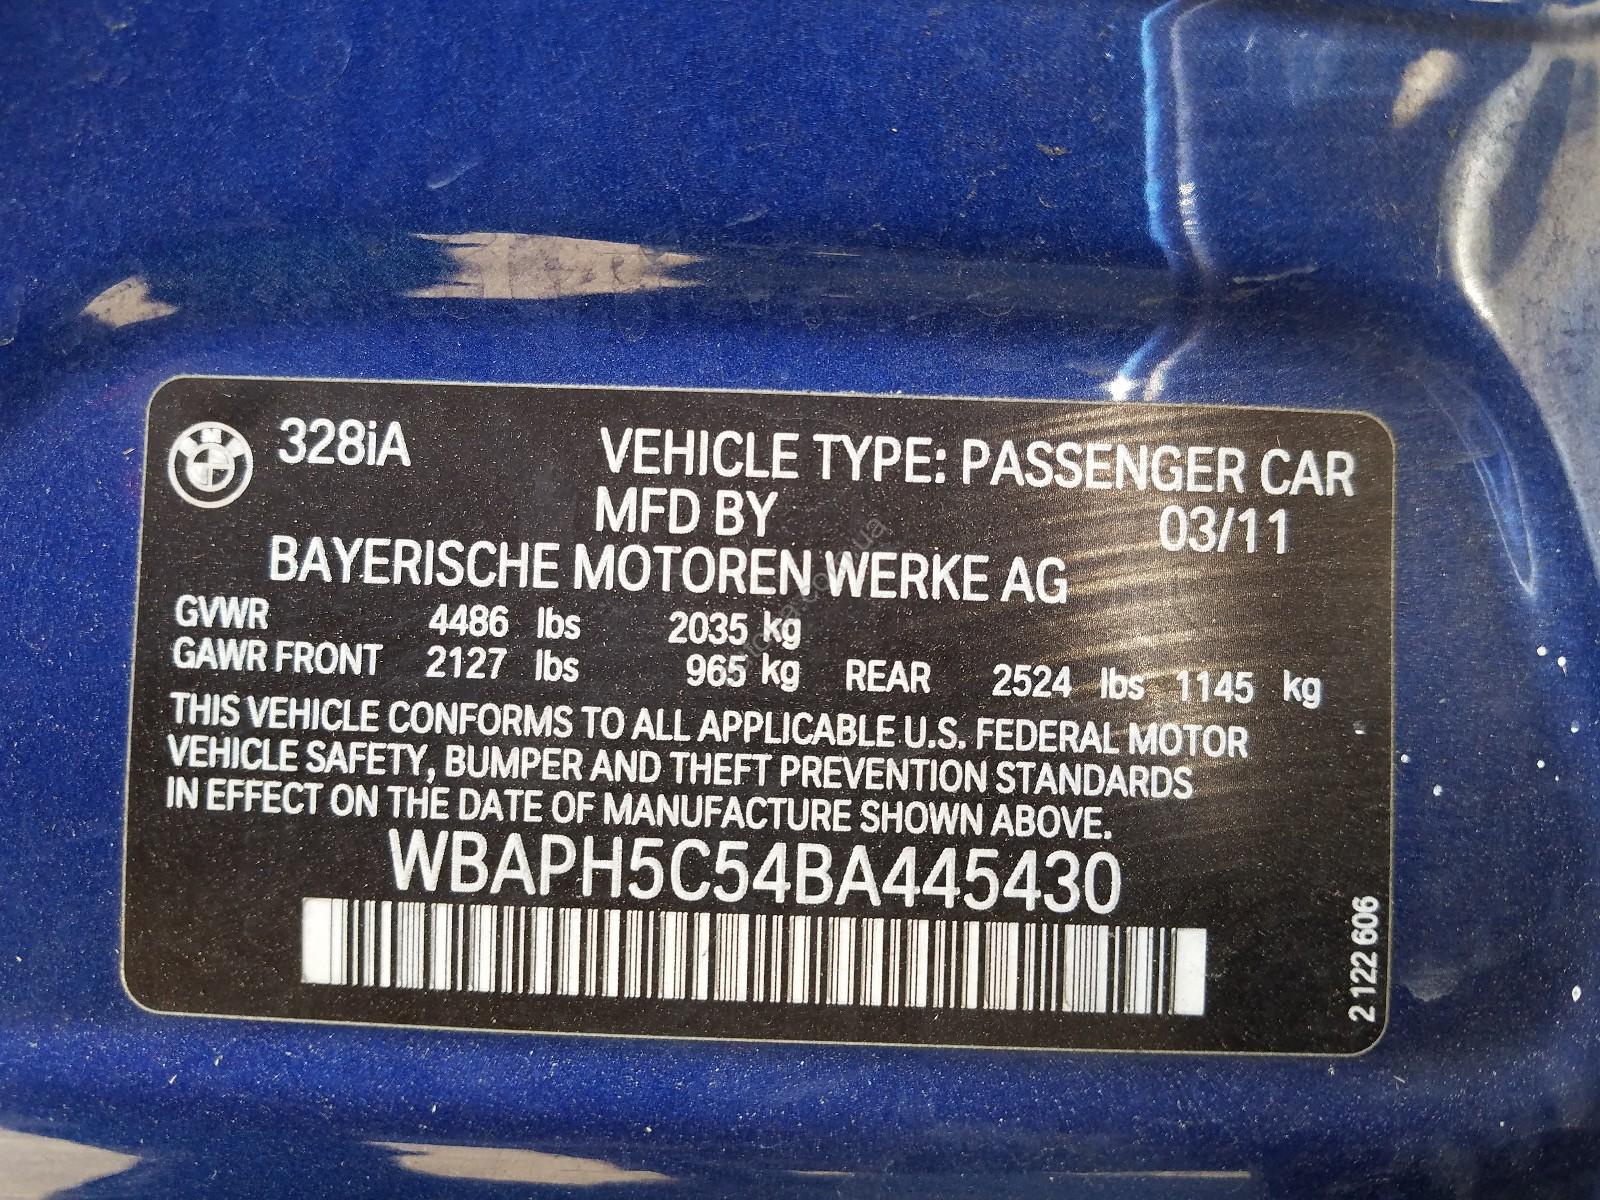 328iA
VEHICLE TYPE: PASSENGER CAR
MFD BY 03/11
BAYERISCHE MOTOREN WERKE AG
GVWR 4486 lbs 2035 kg
GAWR FRONT 2127 lbs 965 kg REAR 2524 lbs 1145 kg
THIS VEHICLE CONFORMS TO ALL APPLICABLE U.S. FEDERAL MOTOR
VEHICLE SAFETY, BUMPER AND THEFT PREVENTION STANDARDS
IN EFFECT ON THE DATE OF MANUFACTURE SHOWN ABOVE.
WBAPH5C54BA445430
2 122 606